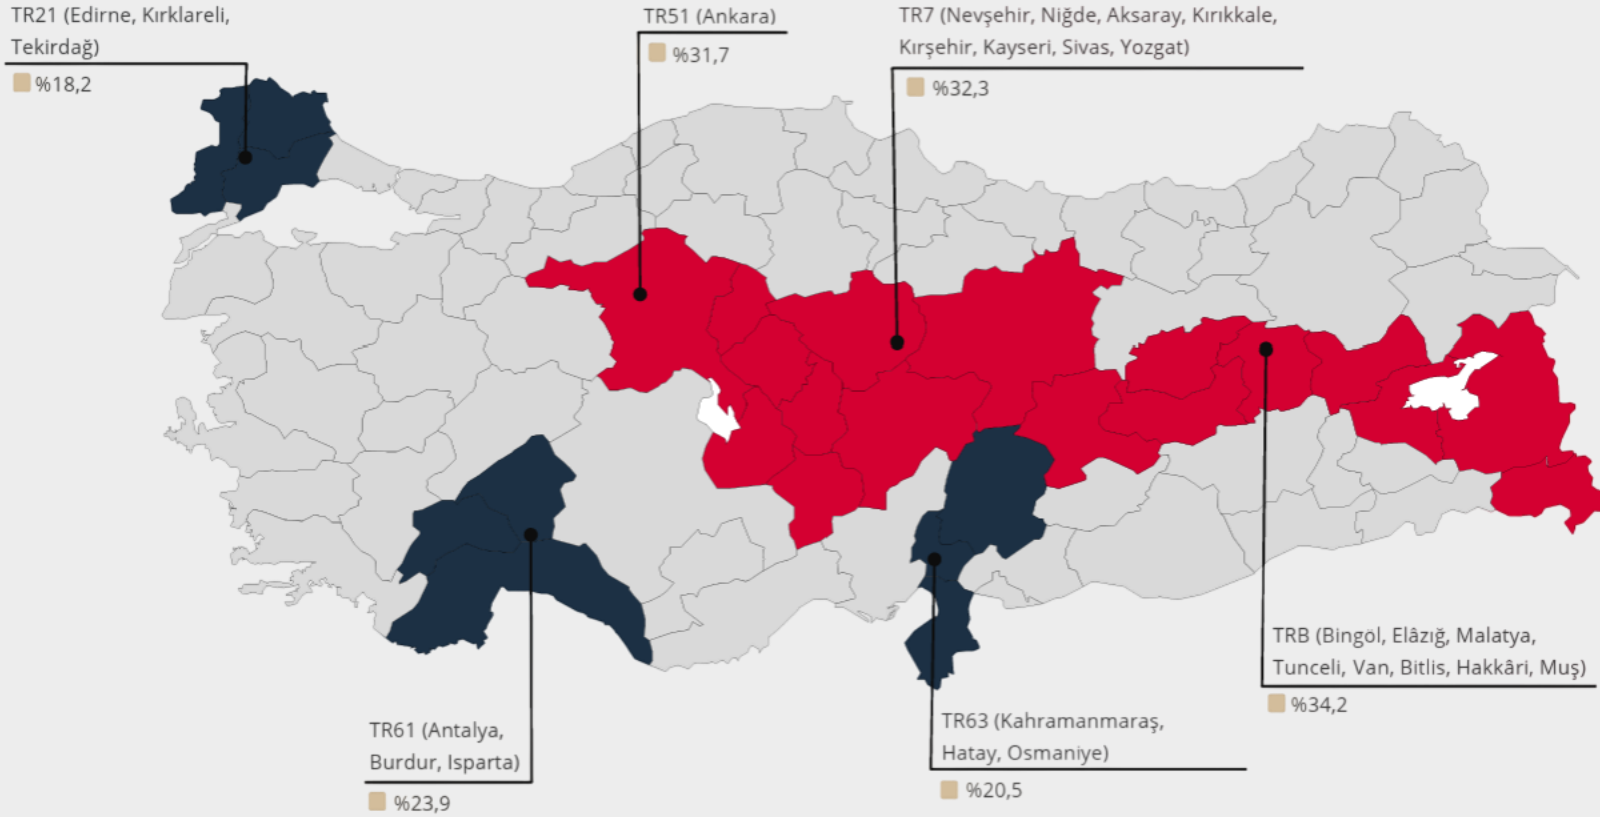 TR21 (Edirne, Kırklareli,
Tekirdağ)
%18,2
TR51 (Ankara)
%31,7
TR7 (Nevşehir, Niğde, Aksaray, Kırıkkale,
Kırşehir, Kayseri, Sivas, Yozgat)
%32,3
TR61 (Antalya,
Burdur, Isparta)
%23,9
TR63 (Kahramanmaraş,
Hatay, Osmaniye)
%20,5
TRB (Bingöl, Elâzığ, Malatya,
Tunceli, Van, Bitlis, Hakkâri, Muş)
%34,2